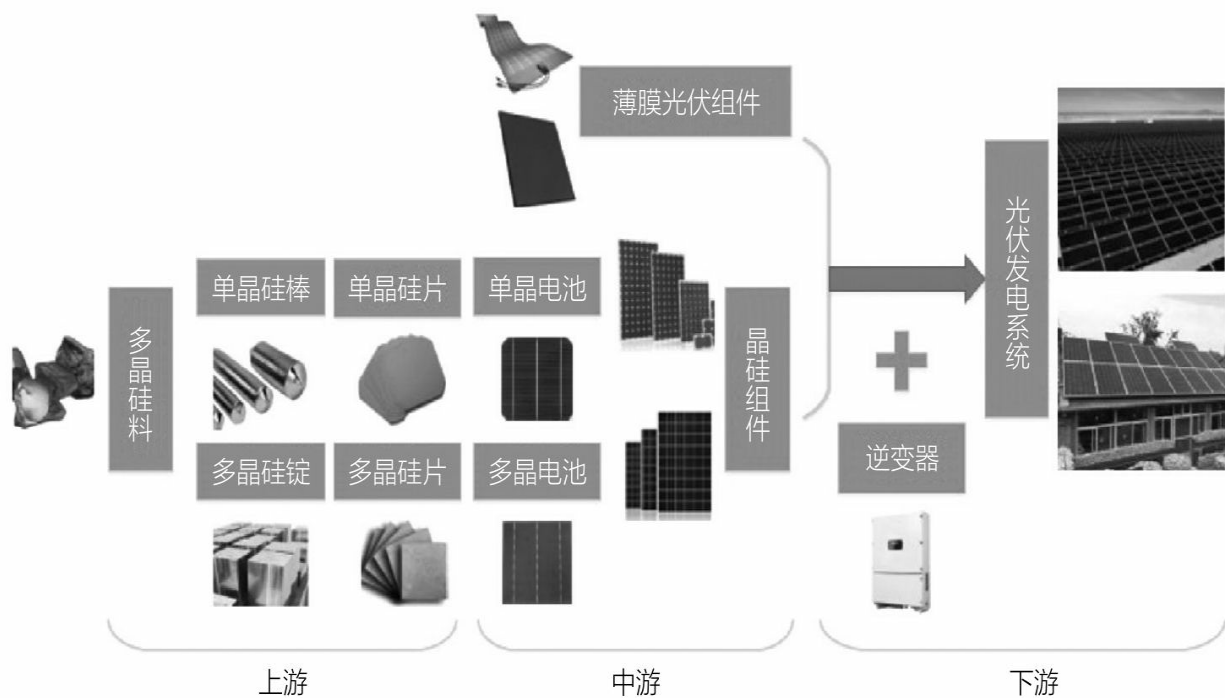 薄膜光伏组件
光伏发电系统
单晶硅棒
单晶硅片
单晶电池
多晶硅料
晶硅组件
多晶硅锭
多晶硅片
多晶电池
逆变器
上游
中游
下游